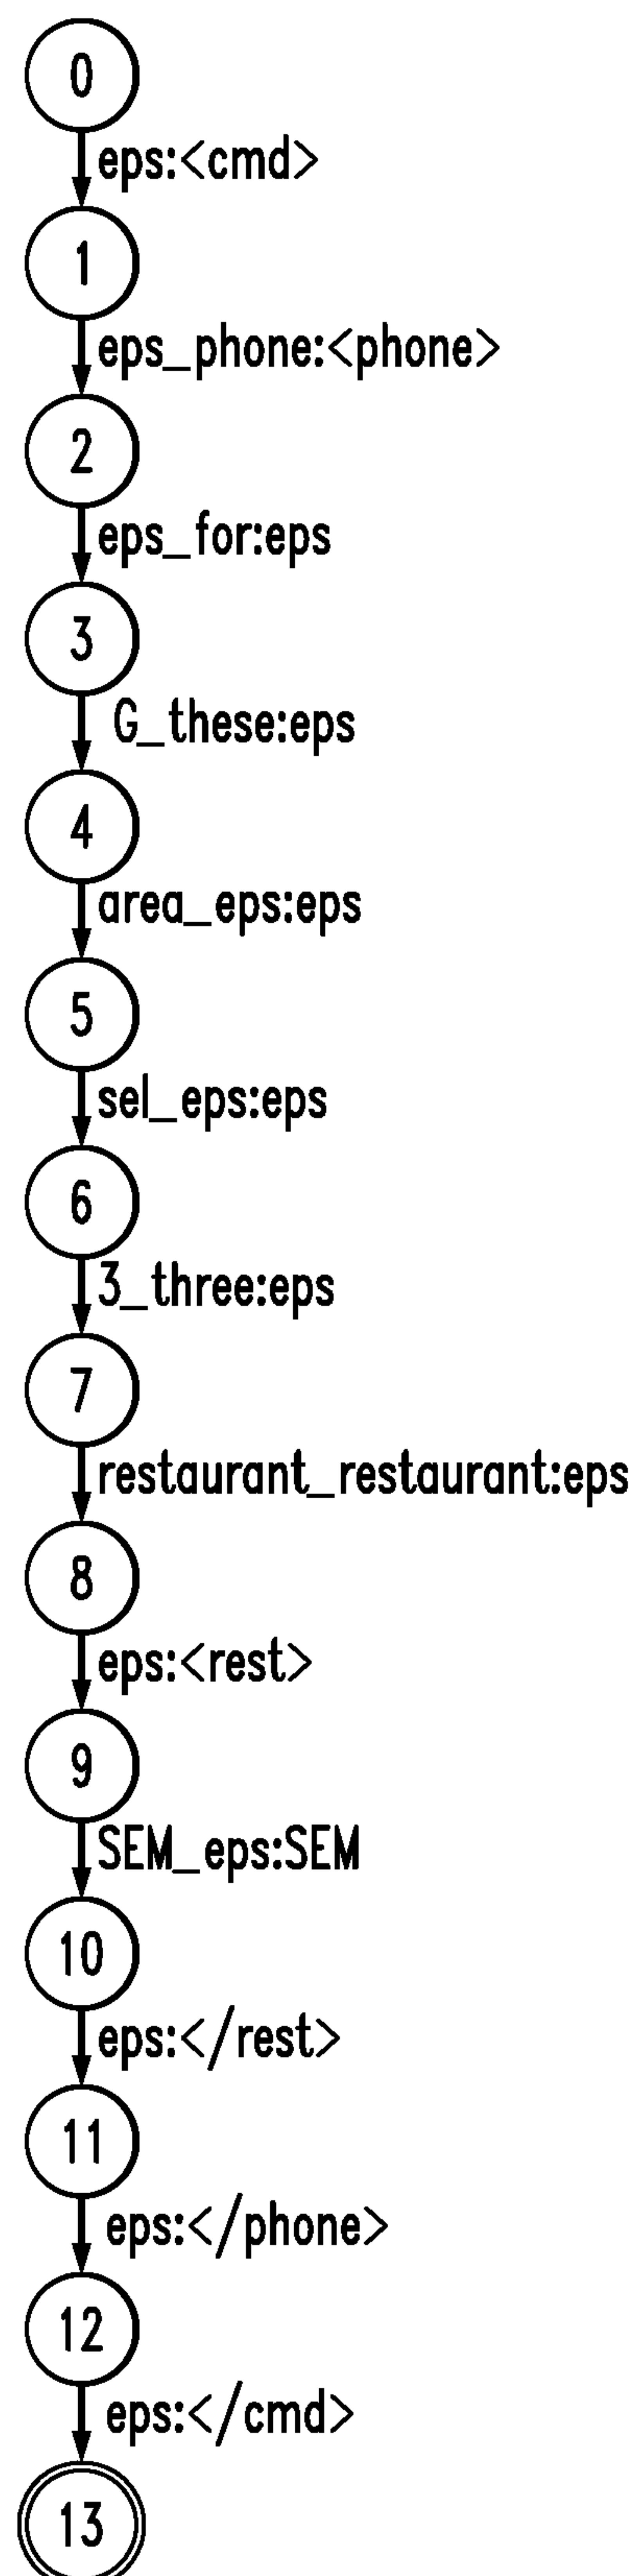 0
eps:<cmd>
1
eps_phone:<phone>
2
eps_for:eps
3
G_these:eps
4
area_eps:eps
5
sel_eps:eps
6
3_three:eps
7
restaurant_restaurant:eps
8
eps:<rest>
9
SEM_eps:SEM
10
eps:</rest>
11
eps:</phone>
12
eps:</cmd>
13